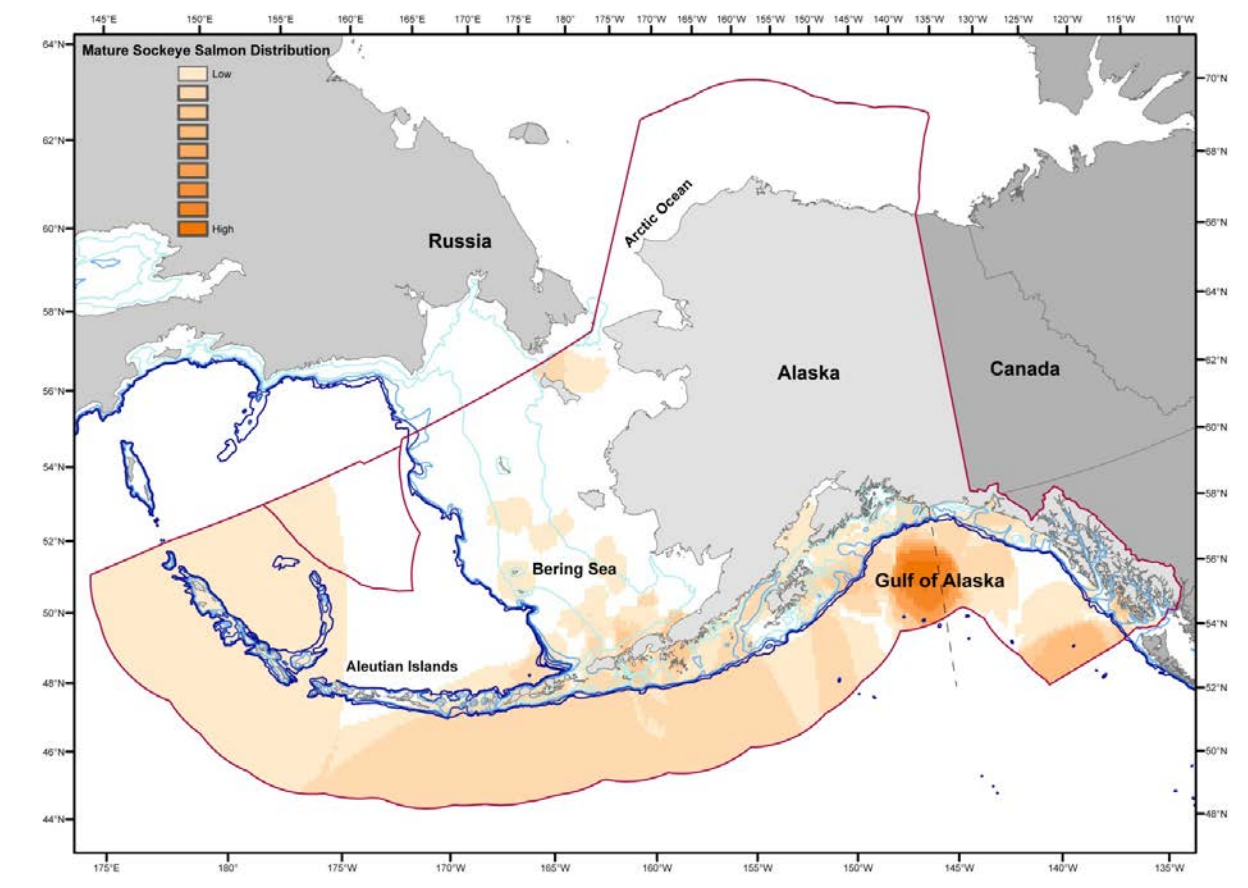 145°E 150°E 155°E 160°E 165°E 170°E 175°E 180° 175°W 170°W 165°W 160°W 155°W 150°W 145°W 140°W 135°W 130°W 125°W 120°W 115°W 110°W
64°N
Mature Sockeye Salmon Distribution
Low
70°N
62°N
68°N
High
60°N
56°N
Russia
Arctic Ocean
58°N
64°N
62°N
Alaska
Canada
56°N
60°N
54°N
58°N
52°N
56°N
Bering Sea
Gulf of Alaska
50°N
54°N
Aleutian Islands
48°N
52°N
46°N
50°N
44°N
48°N
175°E 180° 175°W 170°W 165°W 160°W 155°W 150°W 145°W 140°W 135°W